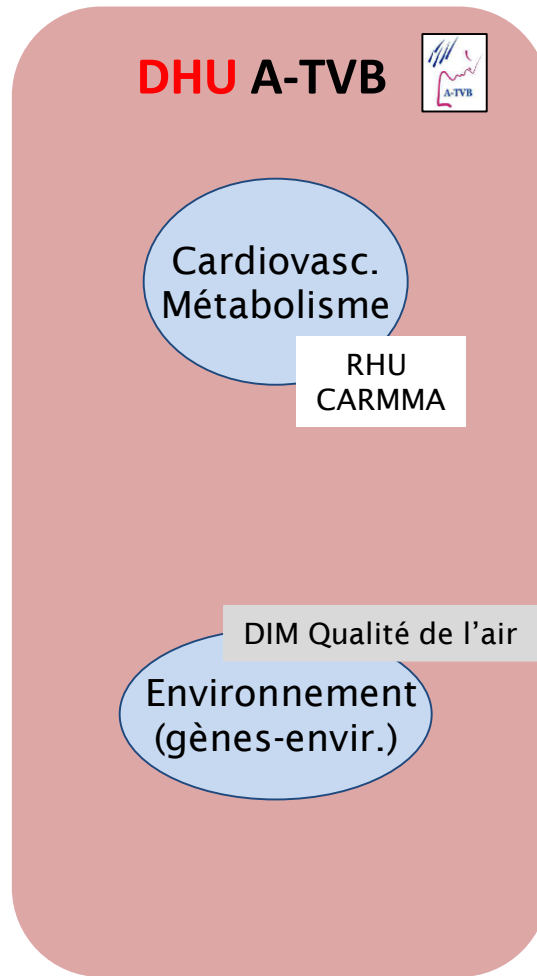 DHU A-TVB
A-TVB
Cardiovasc.
Métabolisme
RHU
CARMMA
DIM Qualité de l’air
Environnement
(gènes-envir.)